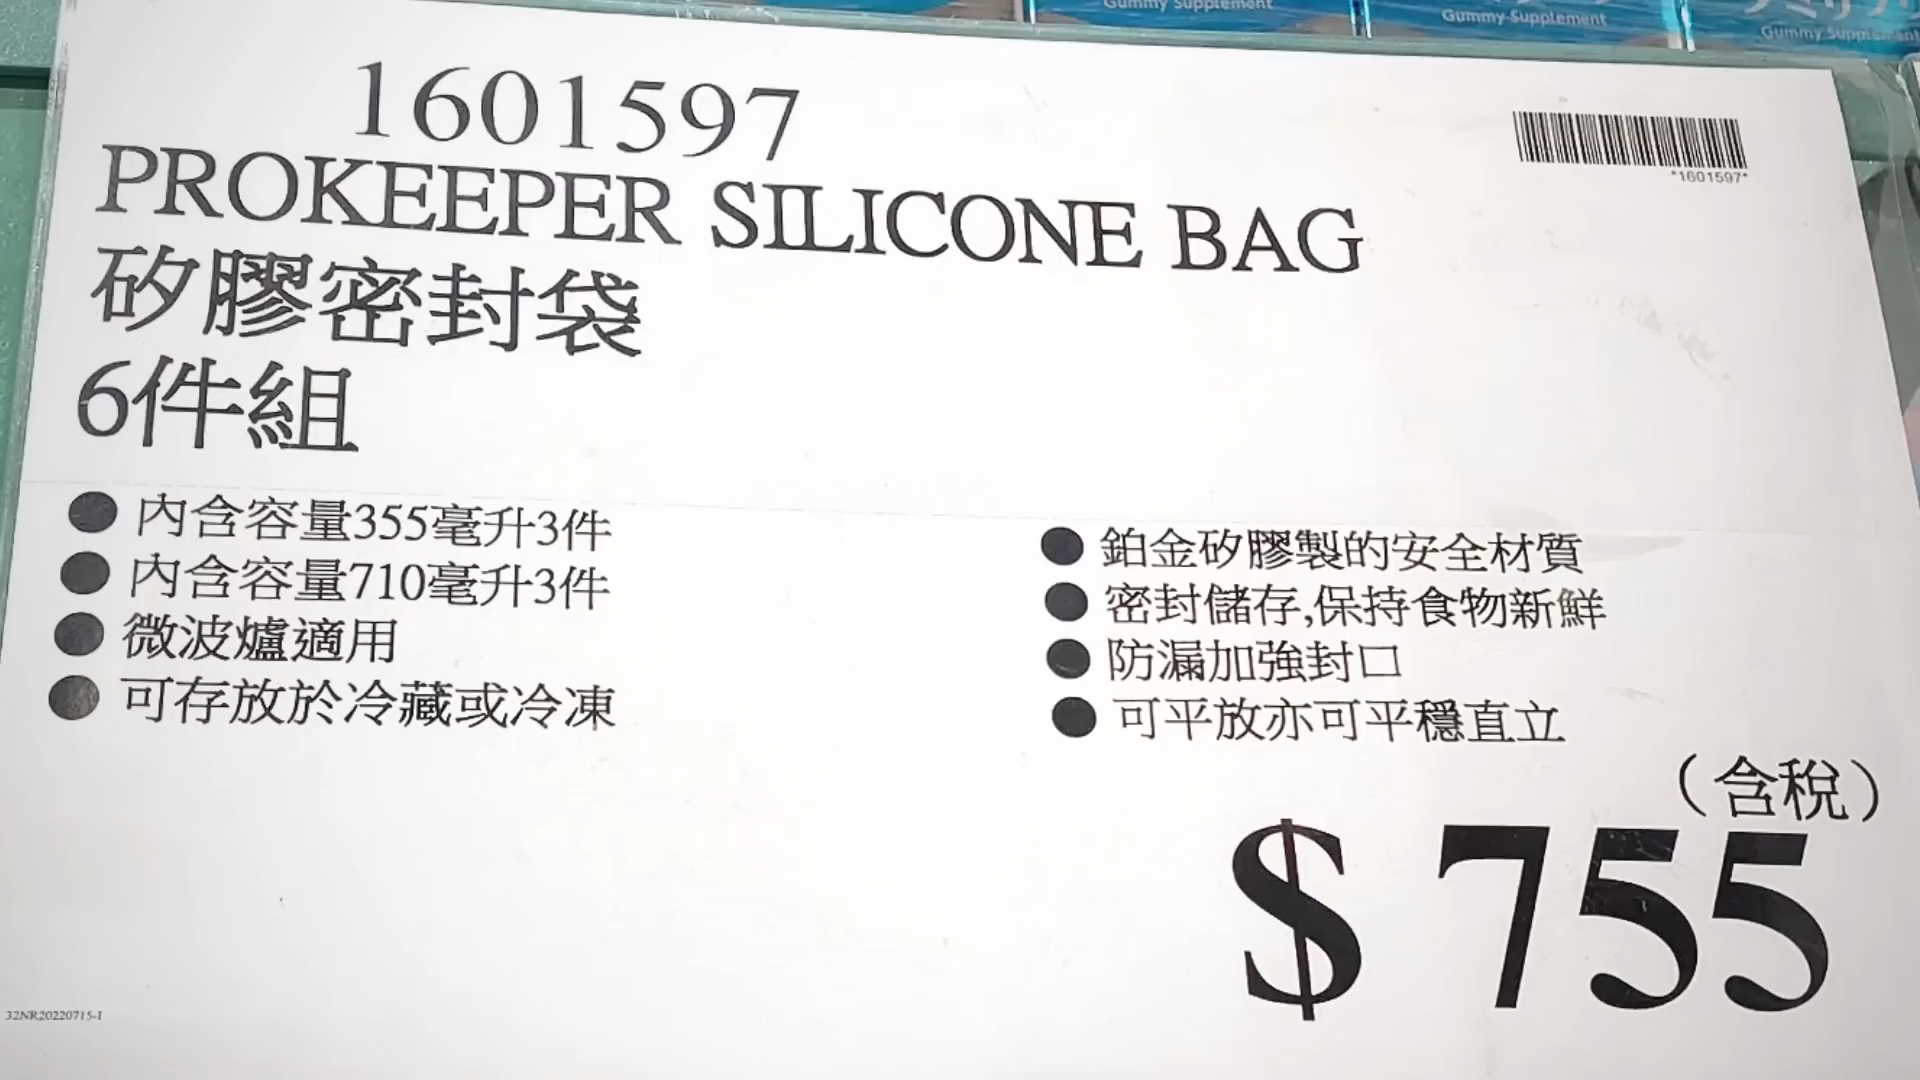 Gummy Supplement
Gummy Supplement
Gummy Supplement
1601597
*1601597*
PROKEEPER SILICONE BAG
矽膠密封袋
6件組
● 內含容量355毫升3件
● 內含容量710毫升3件
● 微波爐適用
● 可存放於冷藏或冷凍
● 鉑金矽膠製的安全材質
● 密封儲存,保持食物新鮮
● 防漏加強封口
● 可平放亦可平穩直立
（含稅）
$ 755
32NR20220715-1